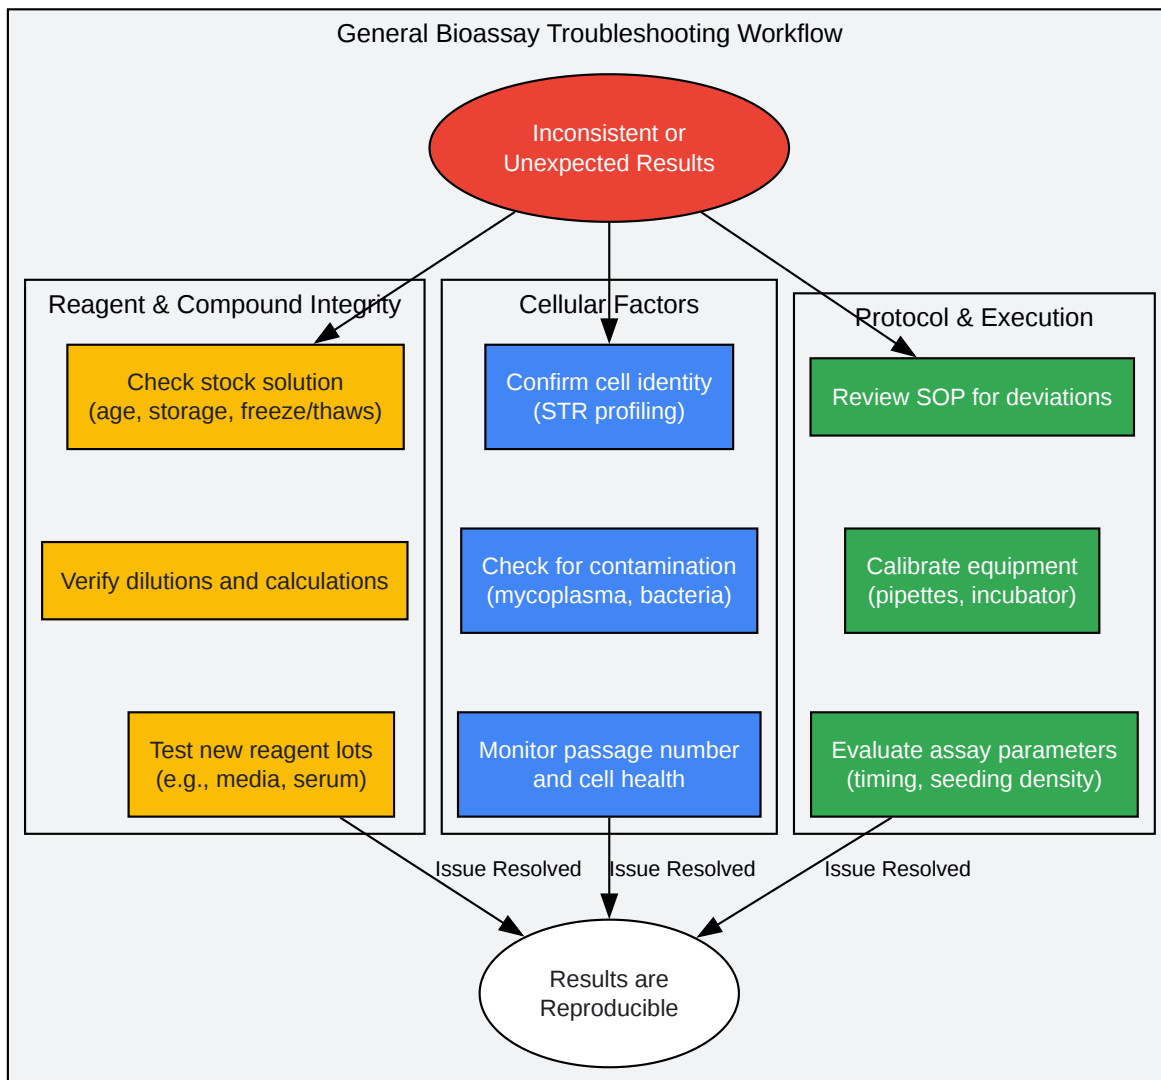 General Bioassay Troubleshooting Workflow
Inconsistent or
Unexpected Results
Reagent & Compound Integrity
Check stock solution
(age, storage, freeze/thaws)
Verify dilutions and calculations
Test new reagent lots
(e.g., media, serum)
Cellular Factors
Confirm cell identity
(STR profiling)
Check for contamination
(mycoplasma, bacteria)
Monitor passage number
and cell health
Protocol & Execution
Review SOP for deviations
Calibrate equipment
(pipettes, incubator)
Evaluate assay parameters
(timing, seeding density)
Issue Resolved
Issue Resolved
Issue Resolved
Results are
Reproducible